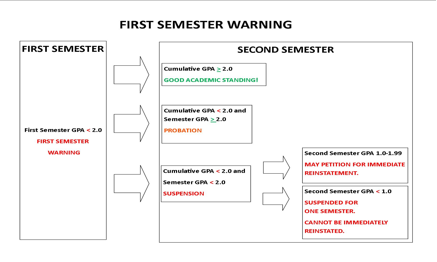 FIRST SEMESTER WARNING
FIRST SEMESTER
First Semester GPA < 2.0
FIRST SEMESTER
WARNING
SECOND SEMESTER
Cumulative GPA ≥ 2.0
GOOD ACADEMIC STANDING!
Cumulative GPA < 2.0 and
Semester GPA ≥ 2.0
PROBATION
Cumulative GPA < 2.0 and
Semester GPA < 2.0
SUSPENSION
Second Semester GPA 1.0-1.99
MAY PETITION FOR IMMEDIATE
REINSTATEMENT.
Second Semester GPA < 1.0
SUSPENDED FOR
ONE SEMESTER.
CANNOT BE IMMEDIATELY
REINSTATED.